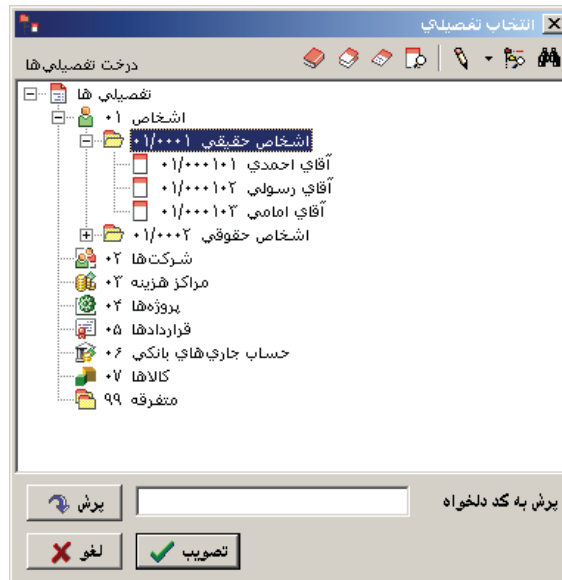 انتخاب تفصيلي
درخت تفصيلي‌ها
تفصيلي ها
اشخاص ۰۱
اشخاص حقيقي ۰۱/۰۰۰۱
آقاي احمدي ۰۱/۰۰۰۱۰۱
آقاي رسولي ۰۱/۰۰۰۱۰۲
آقاي امامي ۰۱/۰۰۰۱۰۳
اشخاص حقوقي ۰۱/۰۰۰۲
شرکت‌ها ۰۲
مراکز هزينه ۰۳
پروژه‌ها ۰۴
قراردادها ۰۵
حساب جاري‌هاي بانکي ۰۶
کالاها ۰۷
متفرقه ۹۹
پرش به کد دلخواه
پرش
تصويب
لغو